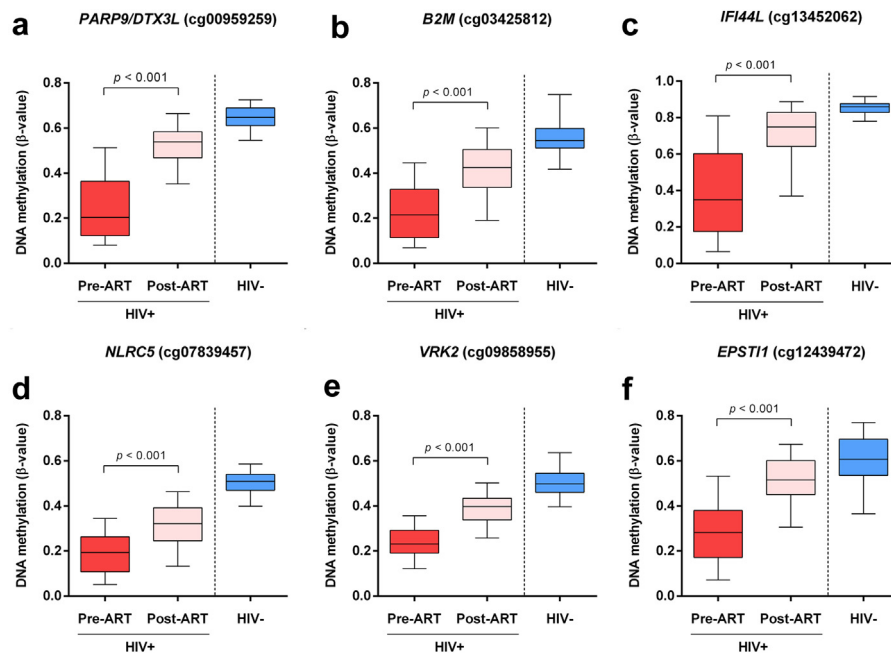 a
PARP9/DTX3L (cg00959259)
DNA methylation (β-value)
0.8
0.6
0.4
0.2
0.0
p < 0.001
Pre-ART Post-ART HIV-
HIV+
b
B2M (cg03425812)
DNA methylation (β-value)
0.8
0.6
0.4
0.2
0.0
p < 0.001
Pre-ART Post-ART HIV-
HIV+
c
IFI44L (cg13452062)
DNA methylation (β-value)
1.0
0.8
0.6
0.4
0.2
0.0
p < 0.001
Pre-ART Post-ART HIV-
HIV+
d
NLRC5 (cg07839457)
DNA methylation (β-value)
0.8
0.6
0.4
0.2
0.0
p < 0.001
Pre-ART Post-ART HIV-
HIV+
e
VRK2 (cg09858955)
DNA methylation (β-value)
0.8
0.6
0.4
0.2
0.0
p < 0.001
Pre-ART Post-ART HIV-
HIV+
f
EPSTI1 (cg12439472)
DNA methylation (β-value)
0.8
0.6
0.4
0.2
0.0
p < 0.001
Pre-ART Post-ART HIV-
HIV+